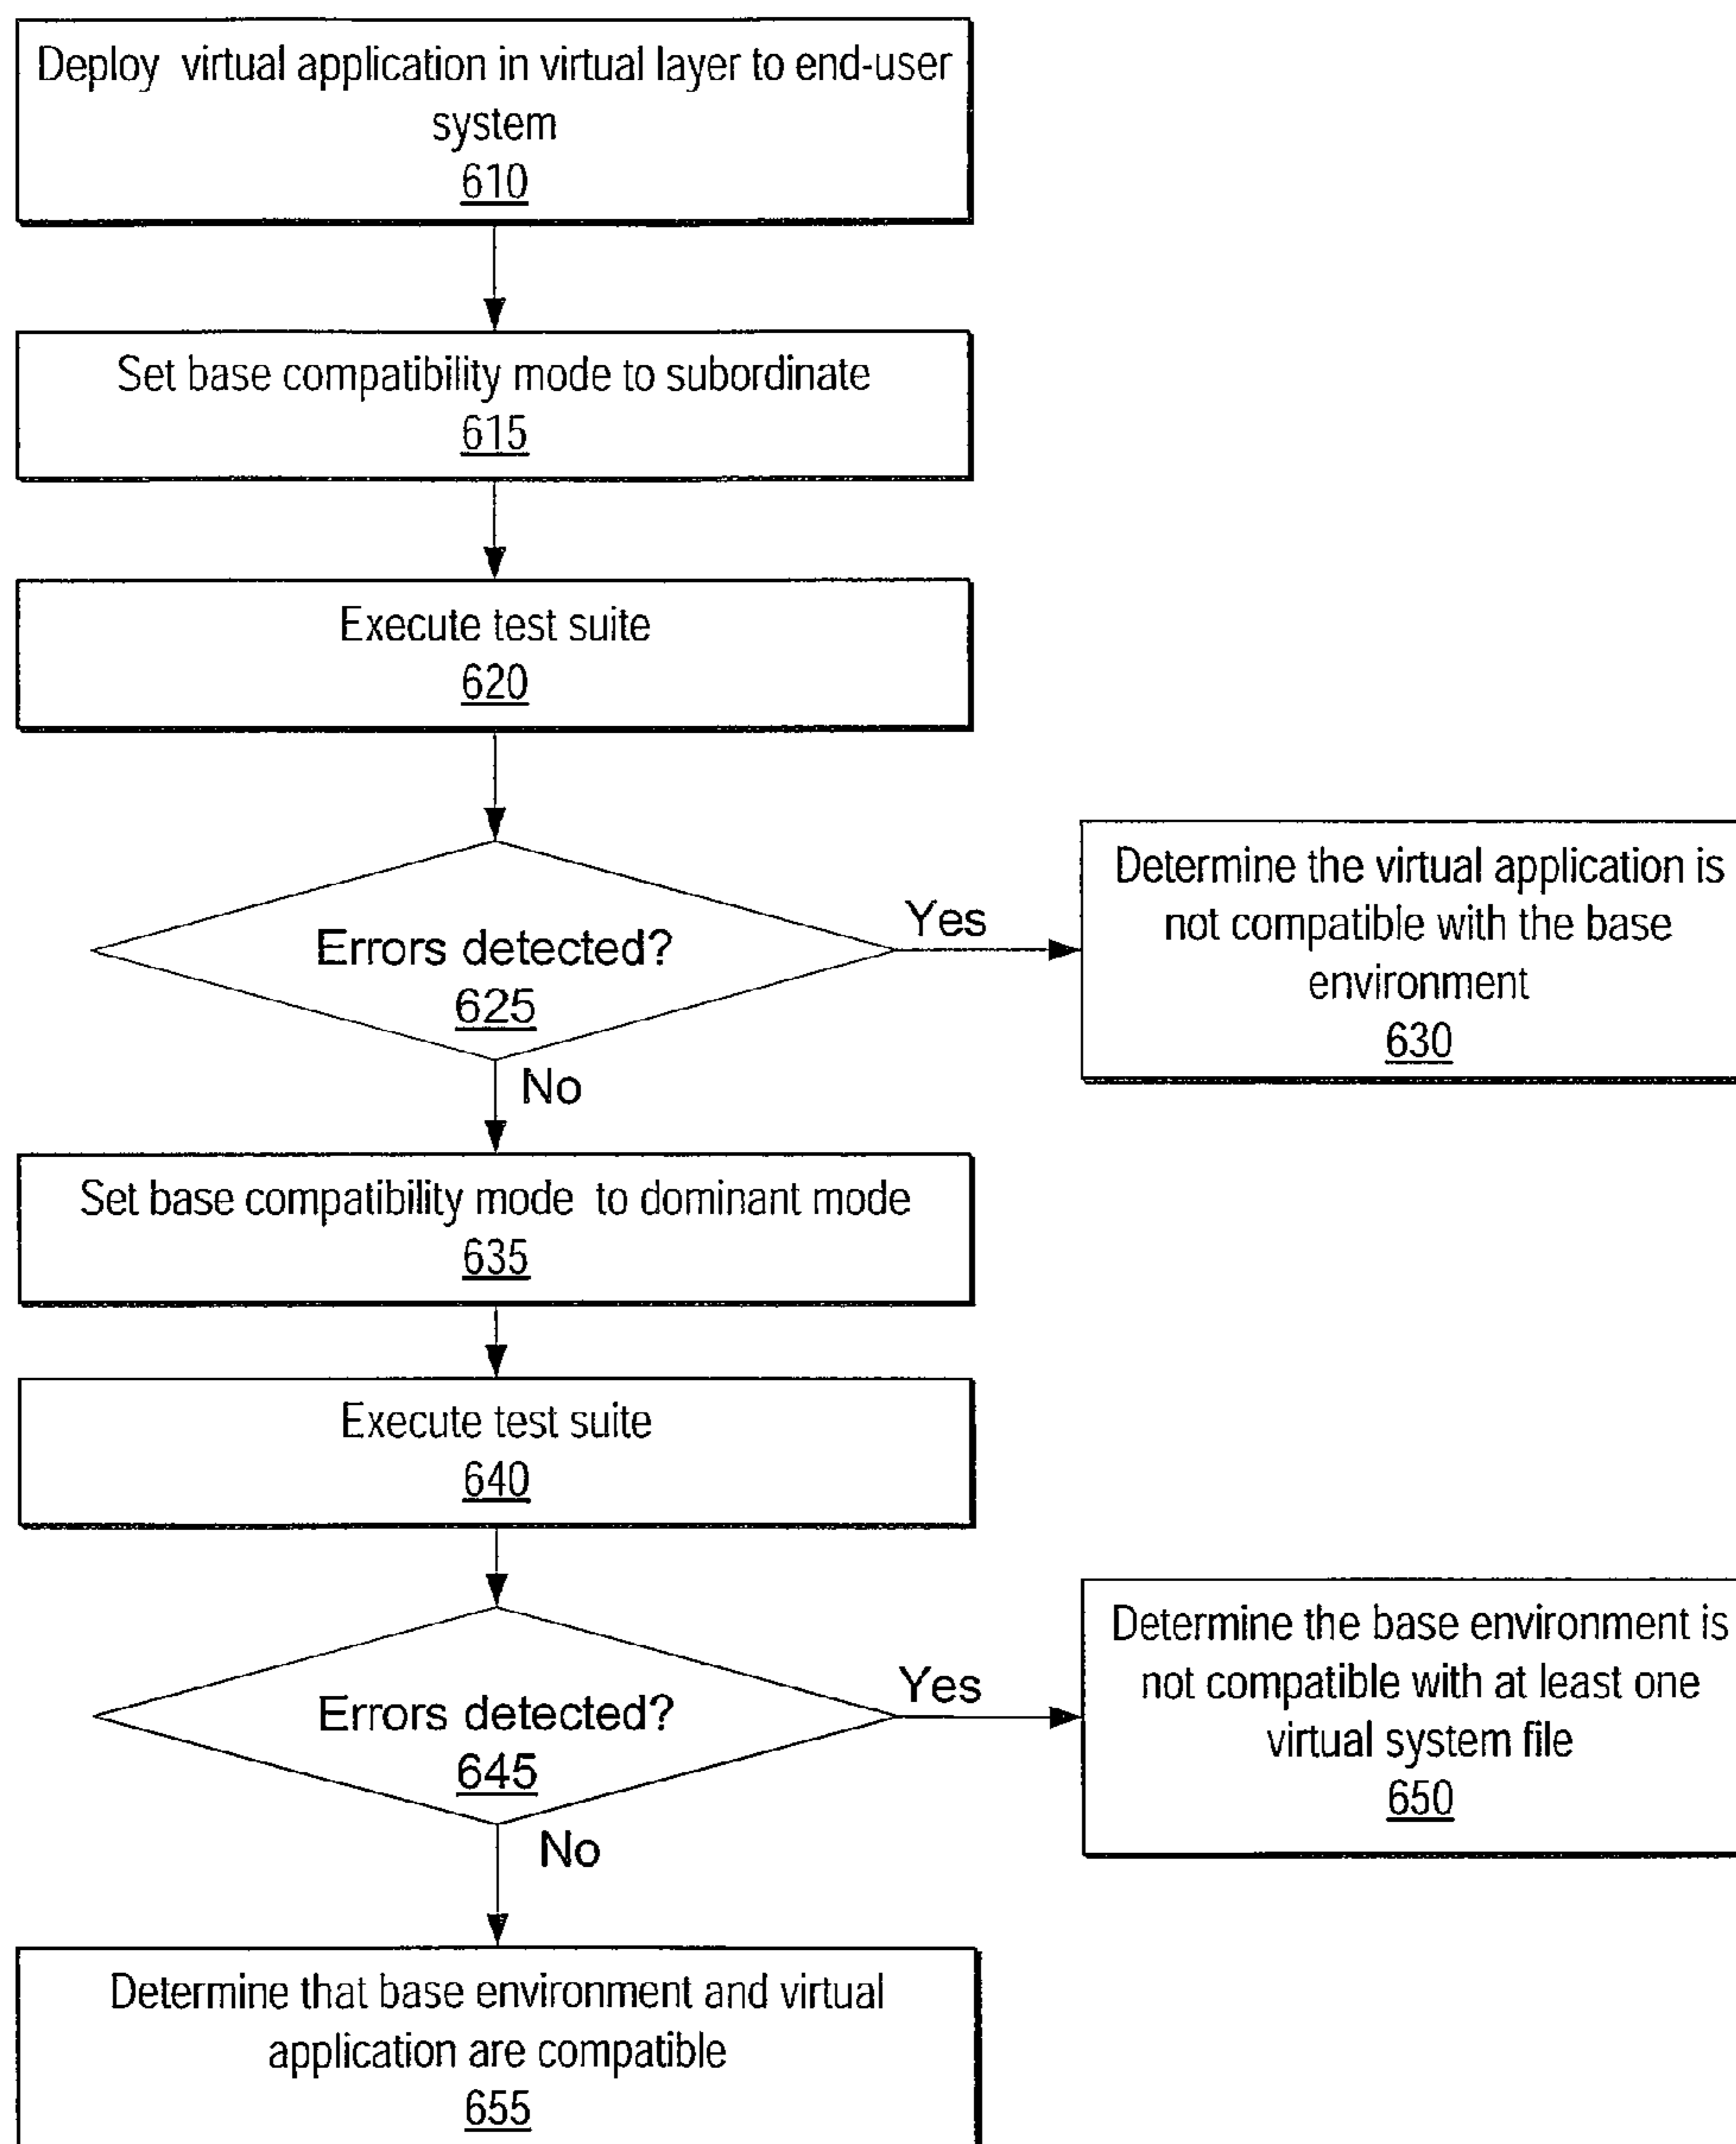 Deploy virtual application in virtual layer to end-user
system
610
Set base compatibility mode to subordinate
615
Execute test suite
620
Errors detected?
625
Yes
Determine the virtual application is
not compatible with the base
environment
630
No
Set base compatibility mode to dominant mode
635
Execute test suite
640
Errors detected?
645
Yes
Determine the base environment is
not compatible with at least one
virtual system file
650
No
Determine that base environment and virtual
application are compatible
655